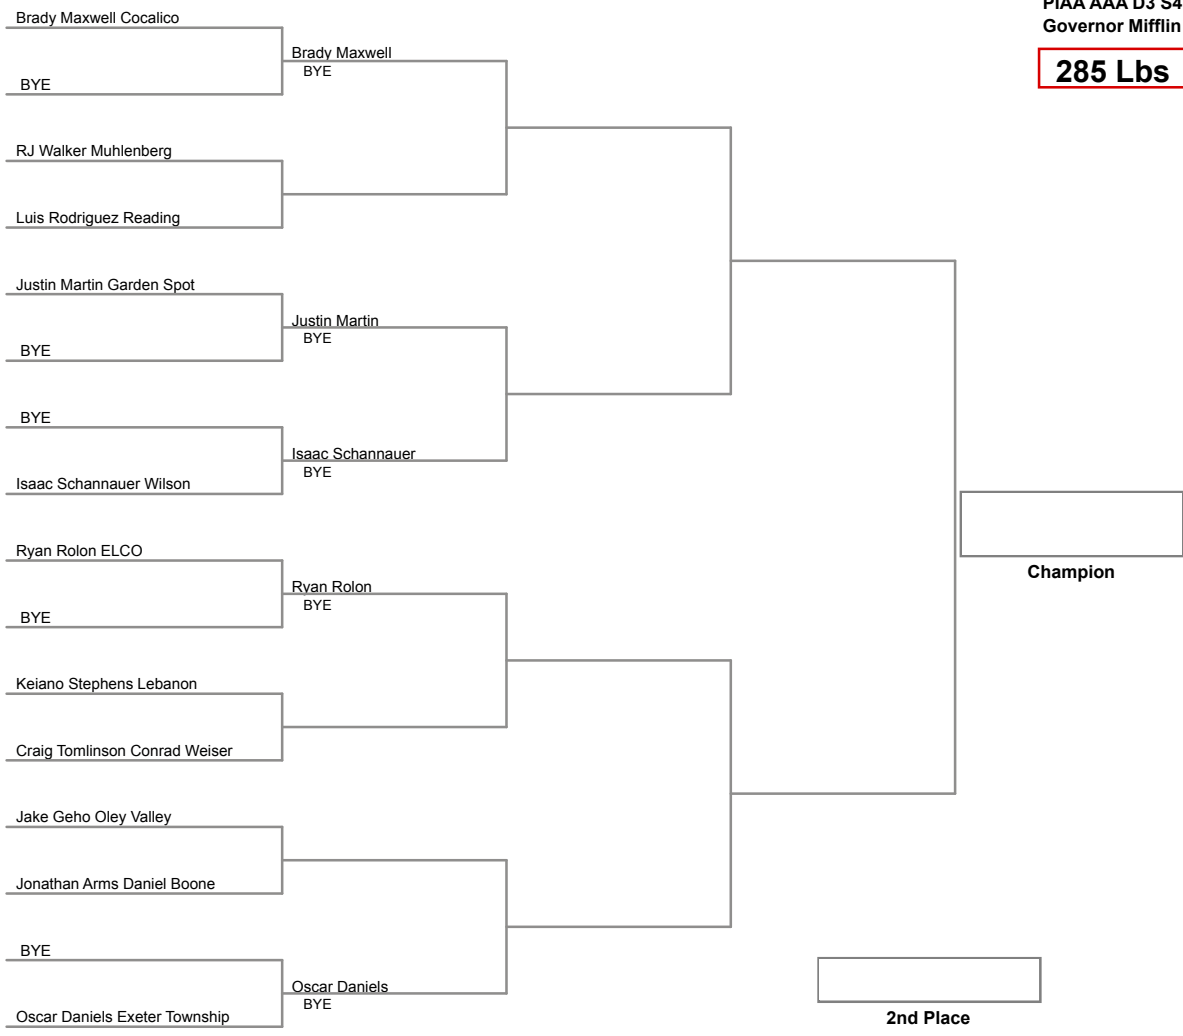 PIAA AAA D3 S4
Governor Mifflin
285 Lbs
Brady Maxwell Cocalico
BYE
RJ Walker Muhlenberg
Luis Rodriguez Reading
Justin Martin Garden Spot
BYE
BYE
Isaac Schannauer Wilson
Ryan Rolon ELCO
BYE
Keiano Stephens Lebanon
Craig Tomlinson Conrad Weiser
Jake Geho Oley Valley
Jonathan Arms Daniel Boone
BYE
Oscar Daniels Exeter Township
Brady Maxwell
BYE
Justin Martin
BYE
Isaac Schannauer
BYE
Ryan Rolon
BYE
Oscar Daniels
BYE
Champion
2nd Place